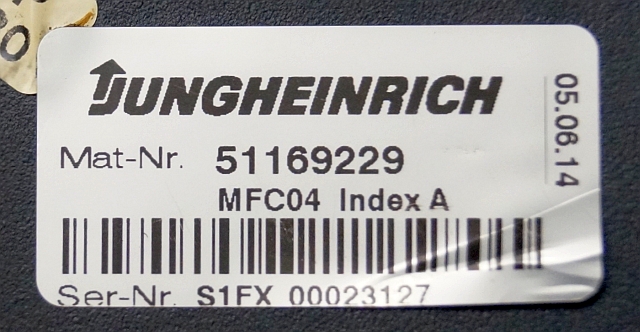 JUNGHEINRICH
05.06.14
Mat-Nr. 51169229
MFC04 Index A
Ser-Nr. S1FX 00023127